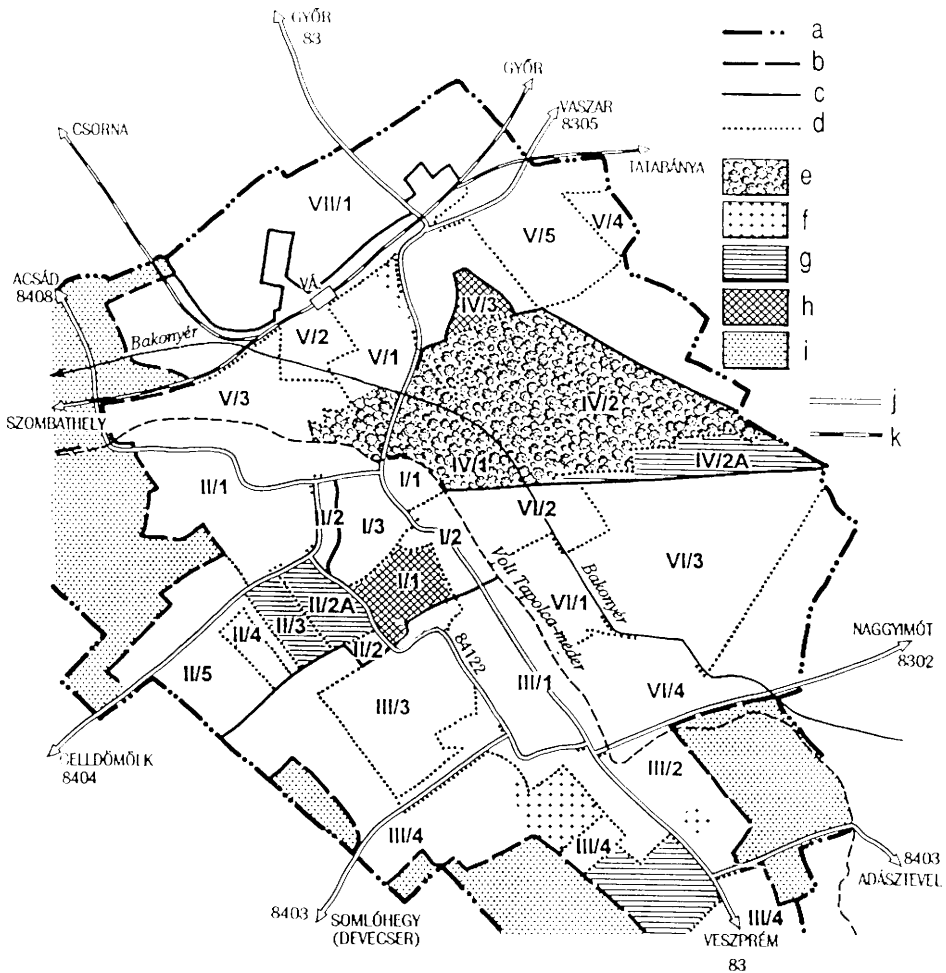 GYŐR
83
GYŐR
VASZAR
8305
CSORNA
TATABÁNYA
a
b
c
d
e
f
g
h
i
j
k
VII/1
V/5
V/4
ACSÁD
8408
VÁ.
IV/3
Bakonyér
V/2
V/1
IV/2
V/3
SZOMBATHELY
IV/1
IV/2A
II/1
I/1
I/2
I/3
I/2
VI/2
VI/3
I/1
Volt Tapolca-meder
Bakonyér
II/2A
II/3
II/4
II/2
VI/1
84122
NAGGYIMÓT
8302
II/5
III/3
III/1
VI/4
CELLDÖMÖLK
8404
III/2
III/4
III/4
8403
SOMLÓHEGY
(DEVECSER)
8403
ADÁSZTEVEL
III/4
VESZPRÉM
83